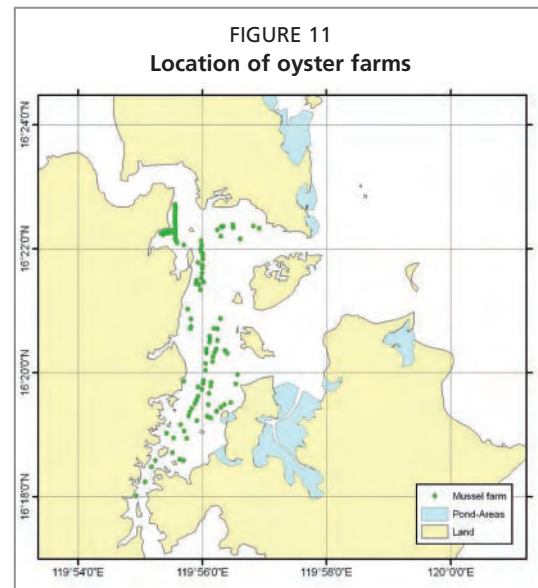 FIGURE 11
Location of oyster farms
16°24'0"N
16°22'0"N
16°20'0"N
16°18'0"N
Mussel farm
Pond-Areas
Land
119°54'0"E 119°56'0"E 119°58'0"E 120°0'0"E